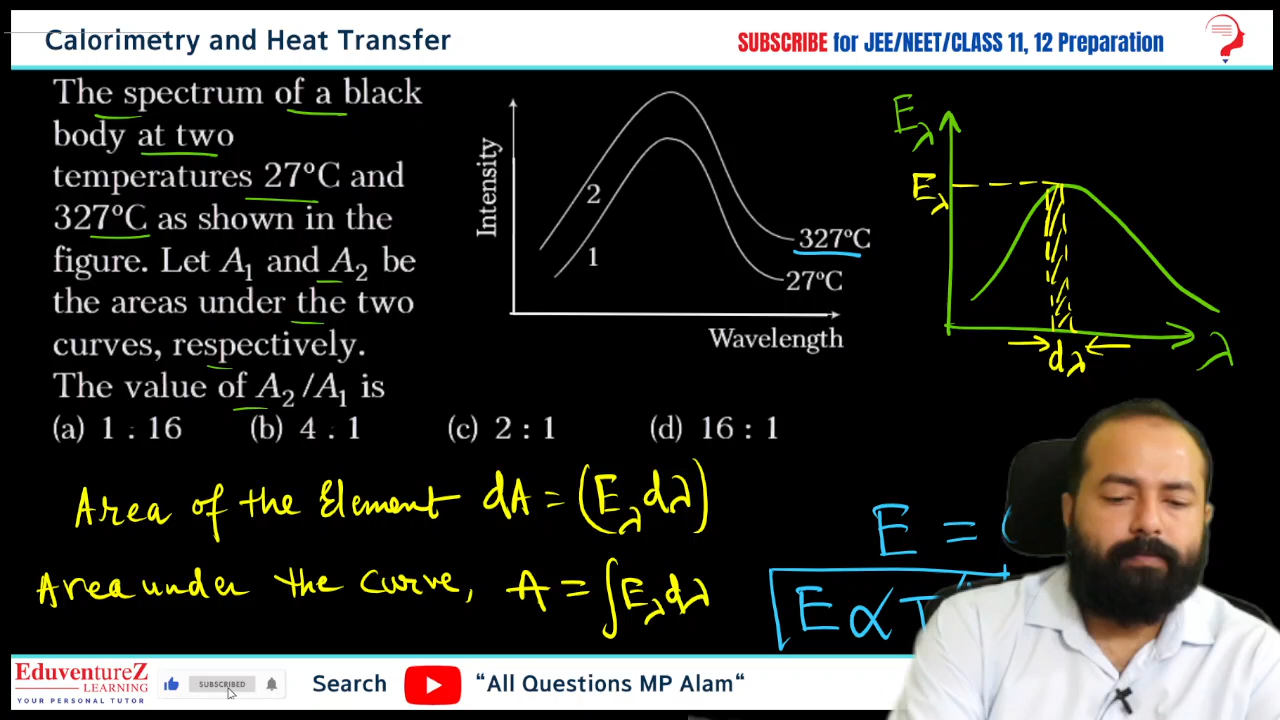 Calorimetry and Heat Transfer
SUBSCRIBE for JEE/NEET/CLASS 11, 12 Preparation
The spectrum of a black
body at two
temperatures 27°C and
327°C as shown in the
figure. Let A₁ and A₂ be
the areas under the two
curves, respectively.
The value of A₂/A₁ is
(a) 1 : 16 (b) 4 : 1 (c) 2 : 1 (d) 16 : 1
Intensity
2
1
327°C
27°C
Wavelength
Eλ
Eλ
dλ
λ
Area of the Element dA = (Eλ dλ)
Area under the curve, A = ∫Eλ dλ
E =
E ∝ T
EduventureZ
LEARNING
YOUR PERSONAL TUTOR
SUBSCRIBED
Search
“All Questions MP Alam“